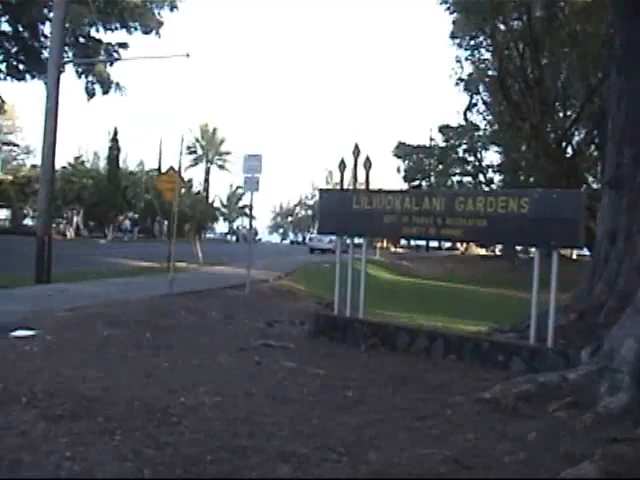 LILIUOKALANI GARDENS
DEPT. OF PARKS & RECREATION
COUNTY OF HAWAII